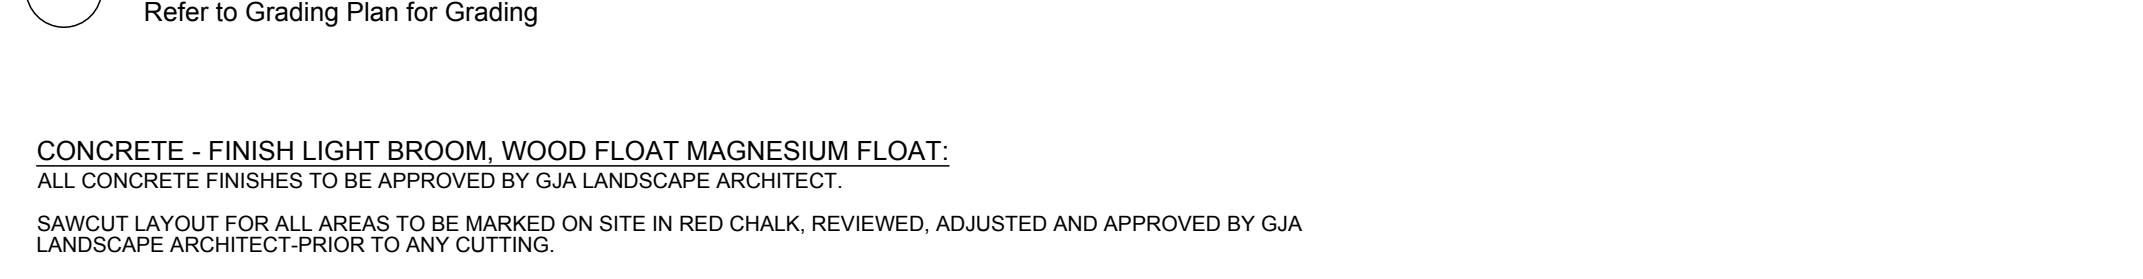 Refer to Grading Plan for Grading
CONCRETE - FINISH LIGHT BROOM, WOOD FLOAT MAGNESIUM FLOAT:
ALL CONCRETE FINISHES TO BE APPROVED BY GJA LANDSCAPE ARCHITECT.
SAWCUT LAYOUT FOR ALL AREAS TO BE MARKED ON SITE IN RED CHALK, REVIEWED, ADJUSTED AND APPROVED BY GJA
LANDSCAPE ARCHITECT-PRIOR TO ANY CUTTING.